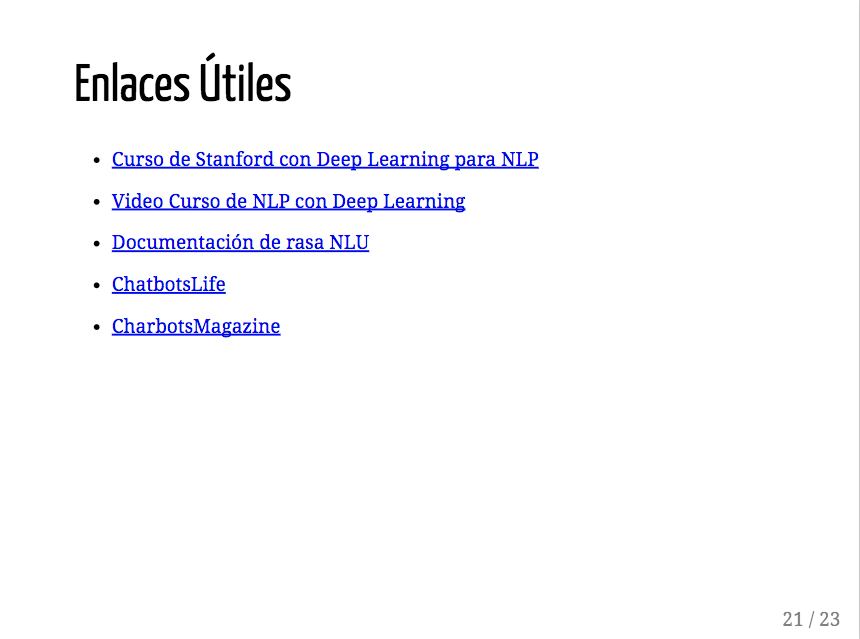 Enlaces Útiles
• Curso de Stanford con Deep Learning para NLP
• Video Curso de NLP con Deep Learning
• Documentación de rasa NLU
• ChatbotsLife
• CharbotsMagazine
21 / 23